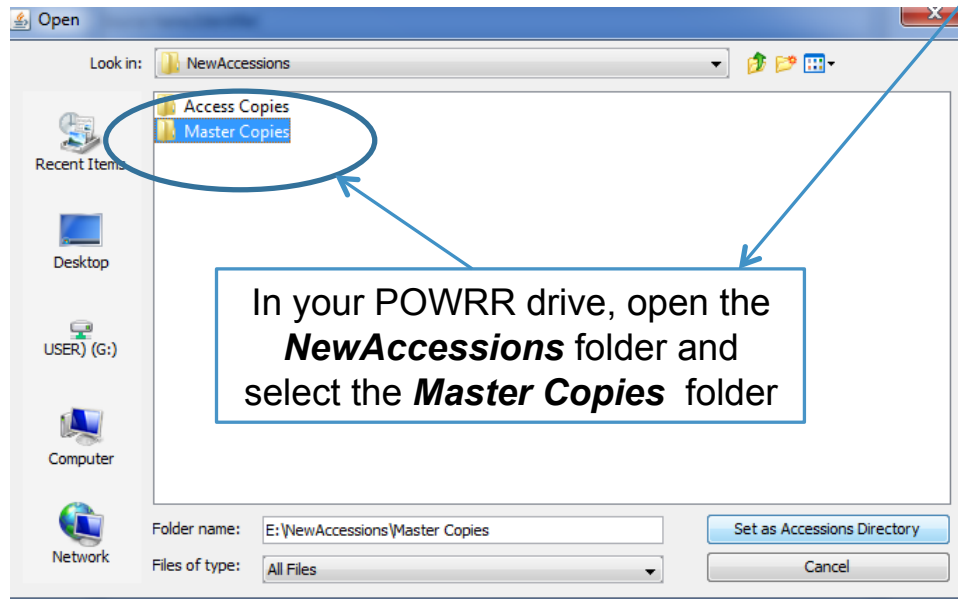 Open
Look in: NewAccessions
Access Copies
Master Copies
Recent Items
Desktop
USER) (G:)
Computer
Network
In your POWRR drive, open the
NewAccessions folder and
select the Master Copies folder
Folder name: E:\NewAccessions\Master Copies
Set as Accessions Directory
Files of type: All Files
Cancel